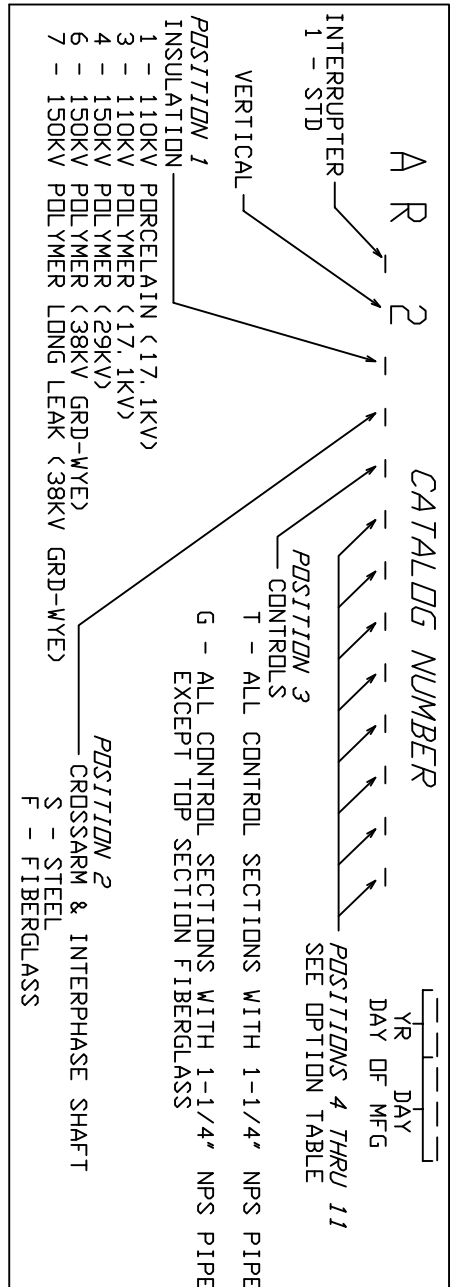 CATALOG NUMBER
A R _ 2 _ _ _ _ _ _ _ _ _ _ _
_ _ _ _ _
YR DAY
DAY OF MFG
INTERRUPTER
1 - STD
VERTICAL
POSITION 1
INSULATION
1 - 110KV PORCELAIN (17.1KV)
3 - 110KV POLYMER (17.1KV)
4 - 150KV POLYMER (29KV)
6 - 150KV POLYMER (38KV GRD-WYE)
7 - 150KV POLYMER LONG LEAK (38KV GRD-WYE)
POSITION 2
CROSSARM & INTERPHASE SHAFT
S - STEEL
F - FIBERGLASS
POSITION 3
CONTROLS
T - ALL CONTROL SECTIONS WITH 1-1/4" NPS PIPE
G - ALL CONTROL SECTIONS WITH 1-1/4" NPS PIPE
EXCEPT TOP SECTION FIBERGLASS
POSITIONS 4 THRU 11
SEE OPTION TABLE